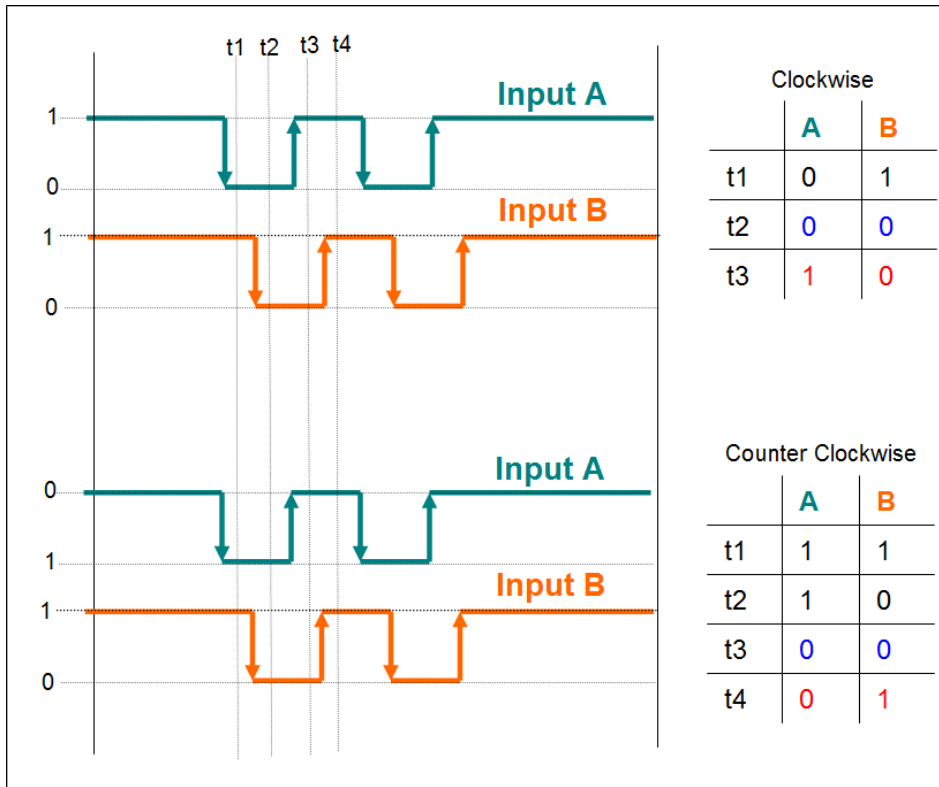 t1 t2 t3 t4
Input A
1
0
Input B
1
0
Input A
0
1
Input B
1
0
Clockwise
A B
t1 0 1
t2 0 0
t3 1 0
Counter Clockwise
A B
t1 1 1
t2 1 0
t3 0 0
t4 0 1